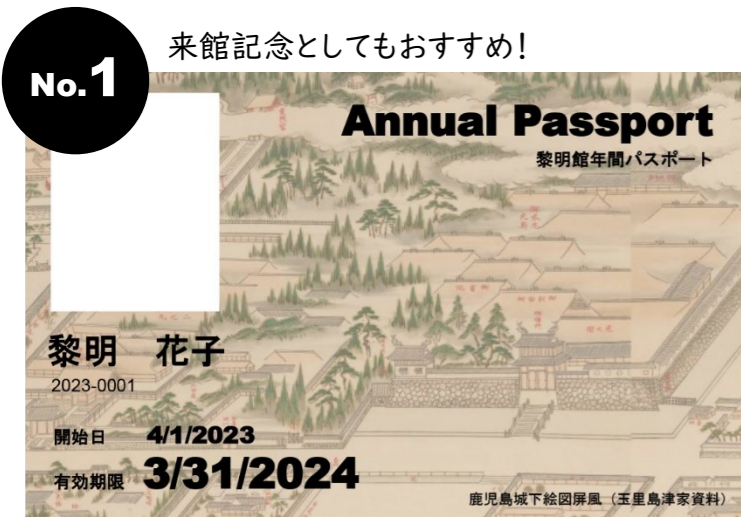 No.1
来館記念としてもおすすめ!
Annual Passport
黎明館年間パスポート
黎明 花子
2023-0001
開始日 4/1/2023
有効期限 3/31/2024
鹿児島城下絵図屏風（玉里島津家資料）